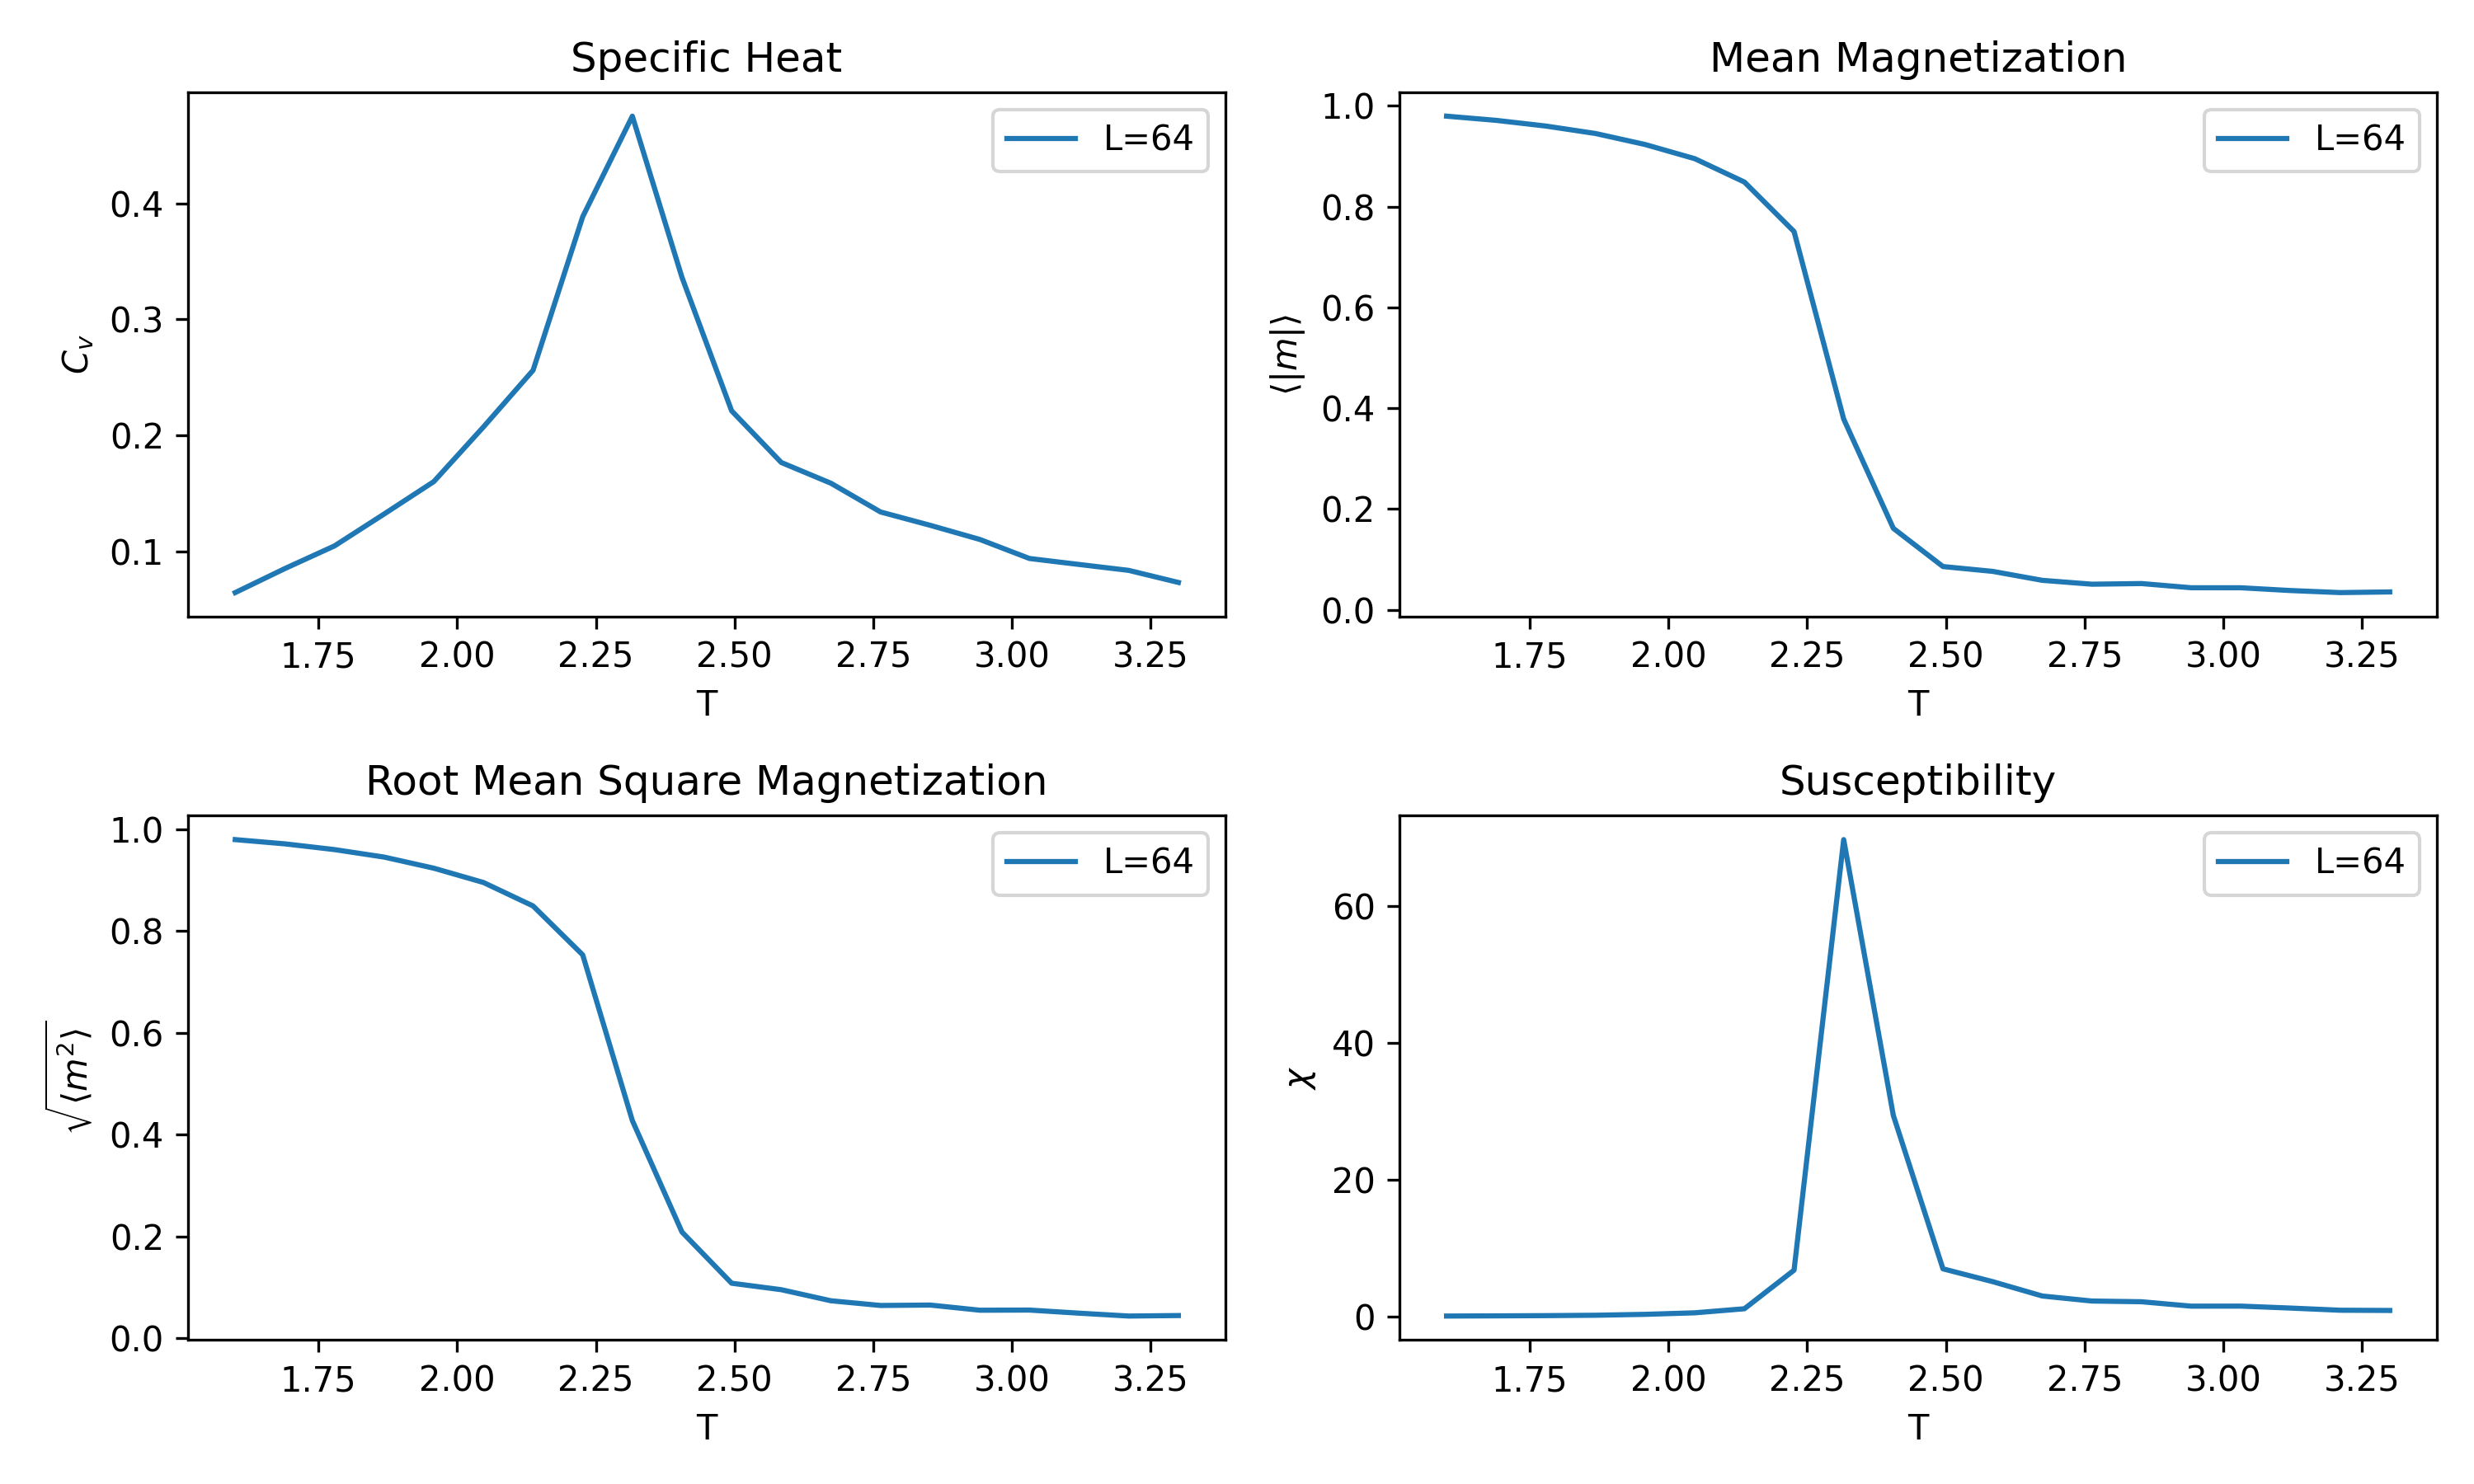 Specific Heat
L=64
C_v
0.4
0.3
0.2
0.1
1.75 2.00 2.25 2.50 2.75 3.00 3.25
T
Mean Magnetization
L=64
⟨|m|⟩
1.0
0.8
0.6
0.4
0.2
0.0
1.75 2.00 2.25 2.50 2.75 3.00 3.25
T
Root Mean Square Magnetization
L=64
√⟨m²⟩
1.0
0.8
0.6
0.4
0.2
0.0
1.75 2.00 2.25 2.50 2.75 3.00 3.25
T
Susceptibility
L=64
χ
60
40
20
0
1.75 2.00 2.25 2.50 2.75 3.00 3.25
T